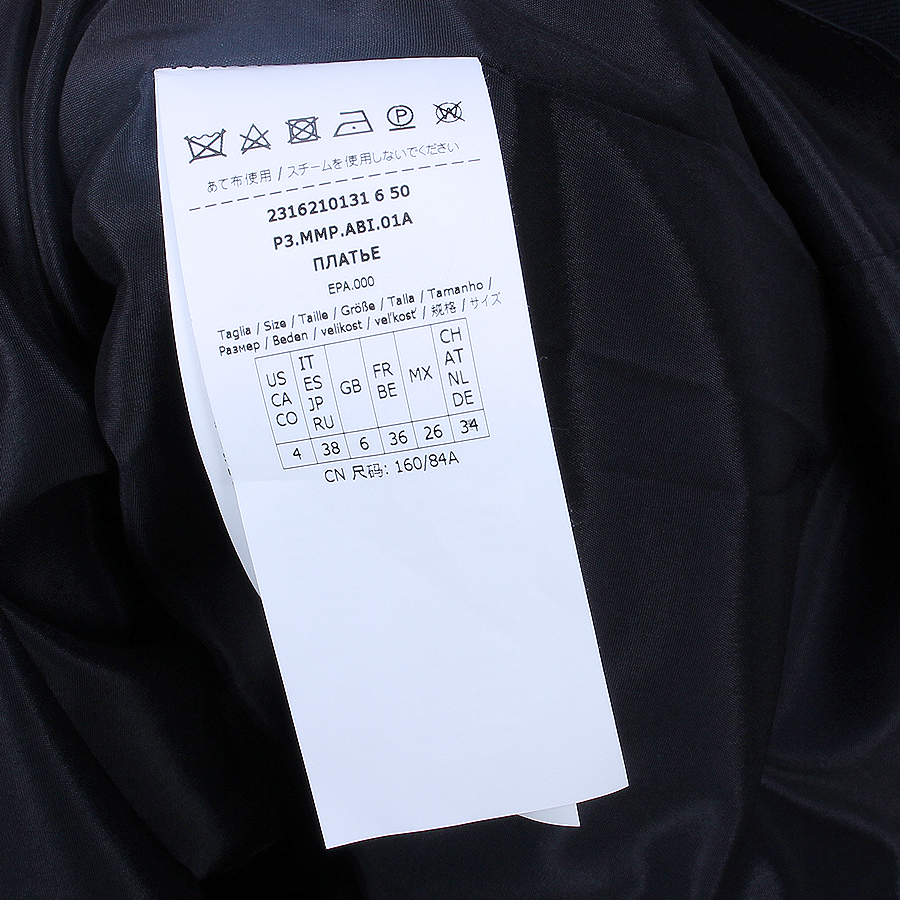 P
W
あて布使用 / スチームを使用しないでください
2316210131 6 50
P3.MMP.ABI.01A
ПЛАТЬЕ
EPA.000
Taglia / Size / Taille / Größe / Talla / Tamanho /
Размер / Beden / velikost / veľkosť / 規格 / サイズ
US CA CO IT ES JP RU GB FR BE MX CH AT NL DE
4 38 6 36 26 34
CN 尺码: 160/84A